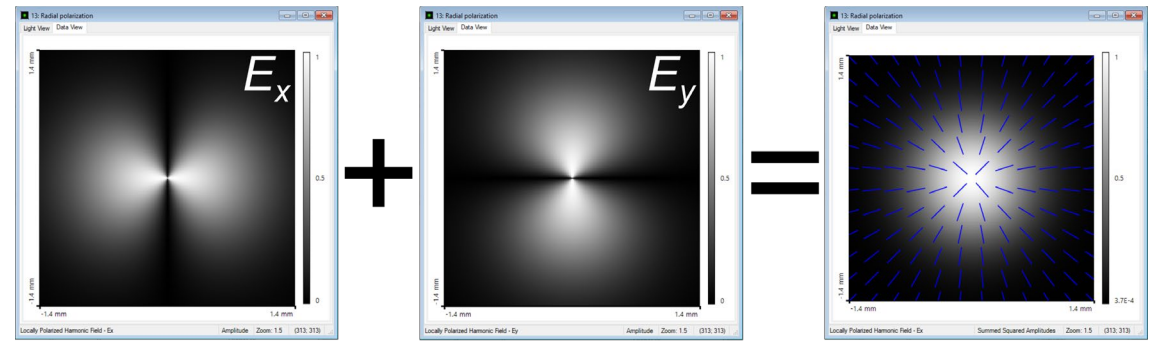 13: Radial polarization
Light View Data View
E_x
1.4 mm
-1.4 mm
-1.4 mm
1.4 mm
1
0.5
0
Locally Polarized Harmonic Field - Ex
Amplitude
Zoom: 1.5
(313; 313)
+
13: Radial polarization
Light View Data View
E_y
1.4 mm
-1.4 mm
-1.4 mm
1.4 mm
1
0.5
0
Locally Polarized Harmonic Field - Ey
Amplitude
Zoom: 1.5
(313; 313)
=
13: Radial polarization
Light View Data View
1.4 mm
-1.4 mm
-1.4 mm
1.4 mm
1
0.5
3.7E-4
Locally Polarized Harmonic Field - Ex
Summed Squared Amplitudes
Zoom: 1.5
(313; 313)